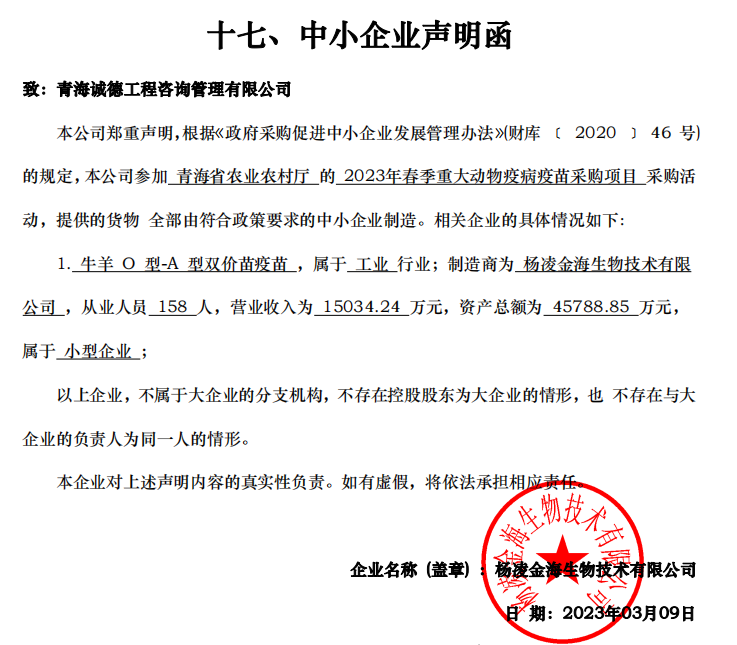 十七、中小企业声明函
致：青海诚德工程咨询管理有限公司
本公司郑重声明，根据《政府采购促进中小企业发展管理办法》(财库 〔 2020 〕 46 号)
的规定，本公司参加 青海省农业农村厅 的 2023年春季重大动物疫病疫苗采购项目 采购活
动，提供的货物 全部由符合政策要求的中小企业制造。相关企业的具体情况如下：
1. 牛羊 O 型-A 型双价苗疫苗 ，属于 工业 行业；制造商为 杨凌金海生物技术有限
公司 ，从业人员 158 人，营业收入为 15034.24 万元，资产总额为 45788.85 万元，
属于 小型企业 ；
以上企业，不属于大企业的分支机构，不存在控股股东为大企业的情形，也 不存在与大
企业的负责人为同一人的情形。
本企业对上述声明内容的真实性负责。如有虚假，将依法承担相应责任。
杨凌金海生物技术有限公司
企业名称（盖章）：杨凌金海生物技术有限公司
日 期：2023年03月09日